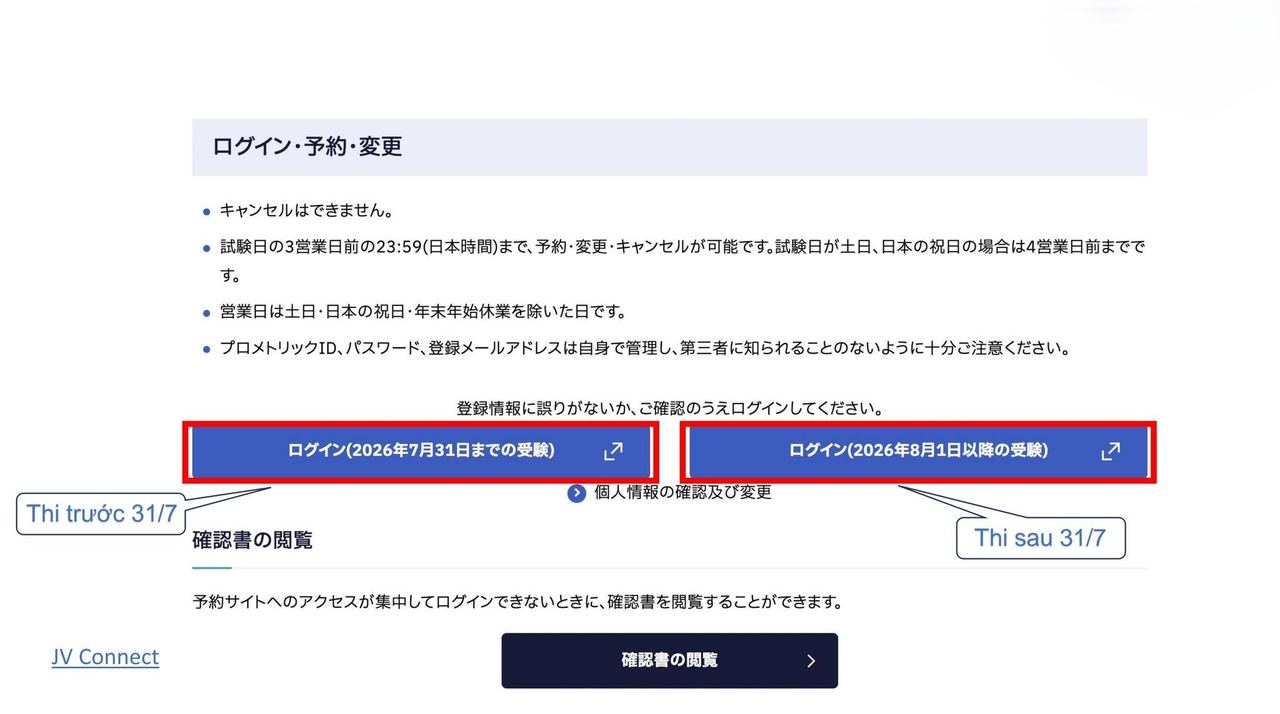 ログイン・予約・変更
キャンセルはできません。
試験日の3営業日前の23:59(日本時間)まで、予約・変更・キャンセルが可能です。試験日が土日、日本の祝日の場合は4営業日前までで
す。
営業日は土日・日本の祝日・年末年始休業を除いた日です。
プロメトリックID、パスワード、登録メールアドレスは自身で管理し、第三者に知られることのないように十分ご注意ください。
登録情報に誤りがないか、ご確認のうえログインしてください。
ログイン(2026年7月31日までの受験)
ログイン(2026年8月1日以降の受験)
個人情報の確認及び変更
Thi trước 31/7
Thi sau 31/7
確認書の閲覧
予約サイトへのアクセスが集中してログインできないときに、確認書を閲覧することができます。
確認書の閲覧
JV Connect